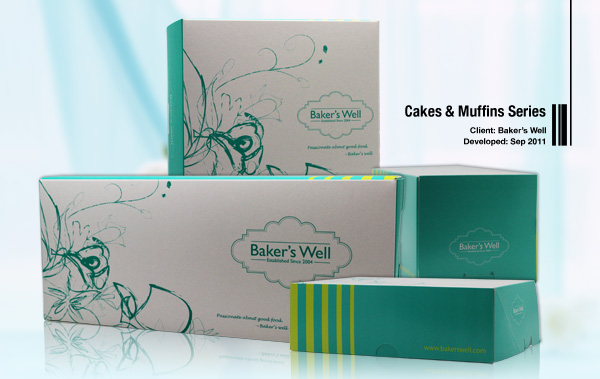 Baker's Well
Established Since 2004
Passionate about good food.
~Baker's well
Cakes & Muffins Series
Client: Baker's Well
Developed: Sep 2011
Baker's Well
Baker's Well
Established Since 2004
Passionate about good food.
~Baker's well
www.bakerswell.com